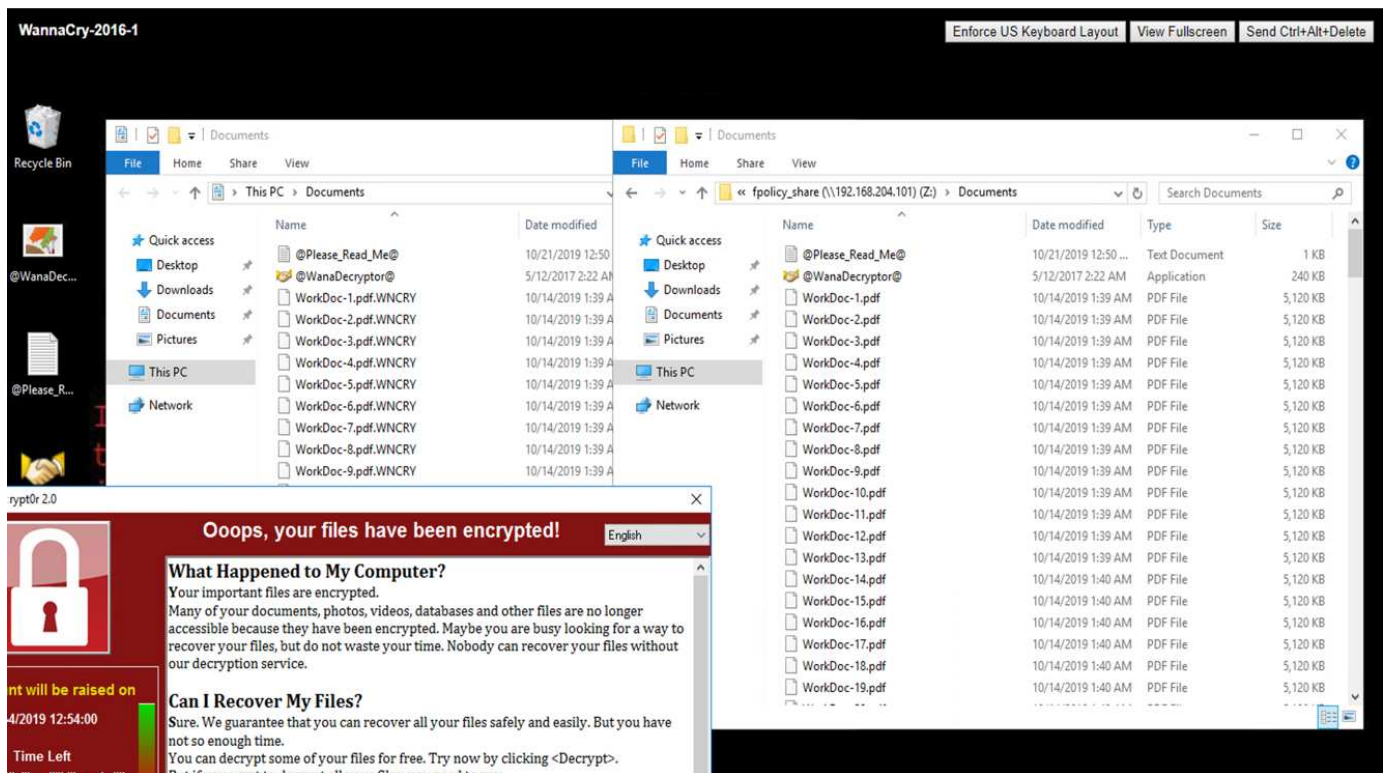 WannaCry-2016-1
Enforce US Keyboard Layout View Fullscreen Send Ctrl+Alt+Delete
Recycle Bin
@WanaDec...
@Please_R...
Documents
File Home Share View
This PC > Documents
Name Date modified
Quick access
Desktop
Downloads
Documents
Pictures
This PC
Network
@Please_Read_Me@ 10/21/2019 12:50
@WanaDecryptor@ 5/12/2017 2:22 AM
WorkDoc-1.pdf.WNCRY 10/14/2019 1:39 A
WorkDoc-2.pdf.WNCRY 10/14/2019 1:39 A
WorkDoc-3.pdf.WNCRY 10/14/2019 1:39 A
WorkDoc-4.pdf.WNCRY 10/14/2019 1:39 A
WorkDoc-5.pdf.WNCRY 10/14/2019 1:39 A
WorkDoc-6.pdf.WNCRY 10/14/2019 1:39 A
WorkDoc-7.pdf.WNCRY 10/14/2019 1:39 A
WorkDoc-8.pdf.WNCRY 10/14/2019 1:39 A
WorkDoc-9.pdf.WNCRY 10/14/2019 1:39 A
Documents
File Home Share View
« fpolicy_share (\\192.168.204.101) (Z:) > Documents Search Documents
Name Date modified Type Size
Quick access
Desktop
Downloads
Documents
Pictures
This PC
Network
@Please_Read_Me@ 10/21/2019 12:50 ... Text Document 1 KB
@WanaDecryptor@ 5/12/2017 2:22 AM Application 240 KB
WorkDoc-1.pdf 10/14/2019 1:39 AM PDF File 5,120 KB
WorkDoc-2.pdf 10/14/2019 1:39 AM PDF File 5,120 KB
WorkDoc-3.pdf 10/14/2019 1:39 AM PDF File 5,120 KB
WorkDoc-4.pdf 10/14/2019 1:39 AM PDF File 5,120 KB
WorkDoc-5.pdf 10/14/2019 1:39 AM PDF File 5,120 KB
WorkDoc-6.pdf 10/14/2019 1:39 AM PDF File 5,120 KB
WorkDoc-7.pdf 10/14/2019 1:39 AM PDF File 5,120 KB
WorkDoc-8.pdf 10/14/2019 1:39 AM PDF File 5,120 KB
WorkDoc-9.pdf 10/14/2019 1:39 AM PDF File 5,120 KB
WorkDoc-10.pdf 10/14/2019 1:39 AM PDF File 5,120 KB
WorkDoc-11.pdf 10/14/2019 1:39 AM PDF File 5,120 KB
WorkDoc-12.pdf 10/14/2019 1:39 AM PDF File 5,120 KB
WorkDoc-13.pdf 10/14/2019 1:39 AM PDF File 5,120 KB
WorkDoc-14.pdf 10/14/2019 1:40 AM PDF File 5,120 KB
WorkDoc-15.pdf 10/14/2019 1:40 AM PDF File 5,120 KB
WorkDoc-16.pdf 10/14/2019 1:40 AM PDF File 5,120 KB
WorkDoc-17.pdf 10/14/2019 1:40 AM PDF File 5,120 KB
WorkDoc-18.pdf 10/14/2019 1:40 AM PDF File 5,120 KB
WorkDoc-19.pdf 10/14/2019 1:40 AM PDF File 5,120 KB
rypt0r 2.0
Ooops, your files have been encrypted!
English
What Happened to My Computer?
Your important files are encrypted.
Many of your documents, photos, videos, databases and other files are no longer
accessible because they have been encrypted. Maybe you are busy looking for a way to
recover your files, but do not waste your time. Nobody can recover your files without
our decryption service.
Can I Recover My Files?
Sure. We guarantee that you can recover all your files safely and easily. But you have
not so enough time.
You can decrypt some of your files for free. Try now by clicking <Decrypt>.
nt will be raised on
4/2019 12:54:00
Time Left